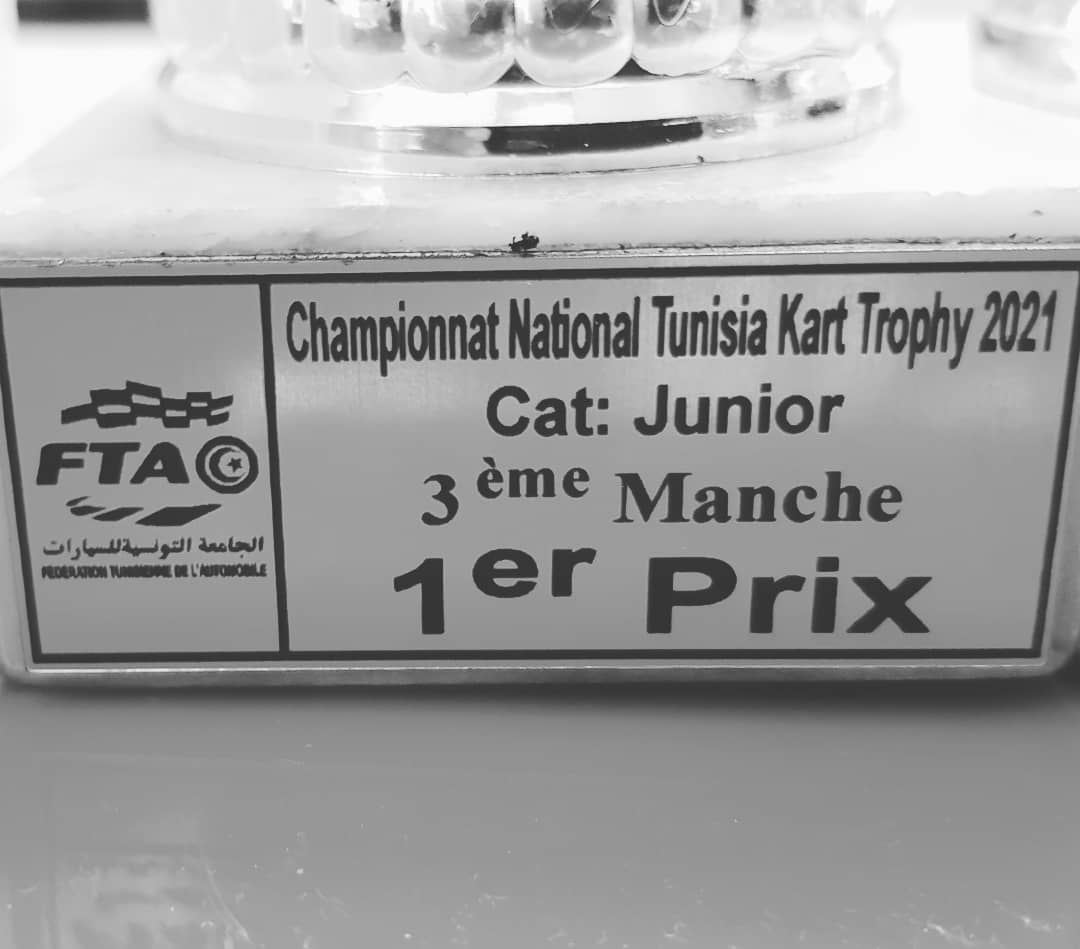 FTA
الجامعة التونسية للسيارات
FEDERATION TUNISIENNE DE L'AUTOMOBILE
Championnat National Tunisia Kart Trophy 2021
Cat: Junior
3 ème Manche
1er Prix